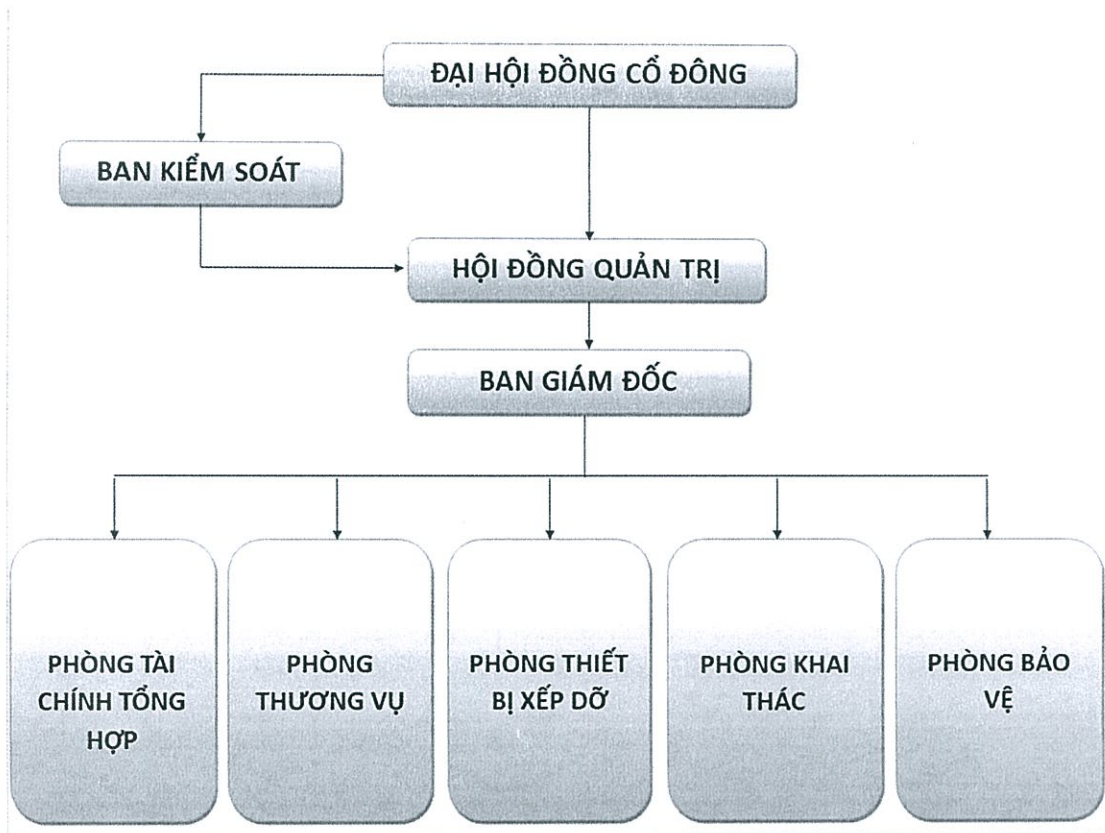 ĐẠI HỘI ĐỒNG CỔ ĐÔNG
BAN KIỂM SOÁT
HỘI ĐỒNG QUẢN TRỊ
BAN GIÁM ĐỐC
PHÒNG TÀI
CHÍNH TỔNG
HỢP
PHÒNG
THƯƠNG VỤ
PHÒNG THIẾT
BỊ XẾP DỠ
PHÒNG KHAI
THÁC
PHÒNG BẢO
VỆ